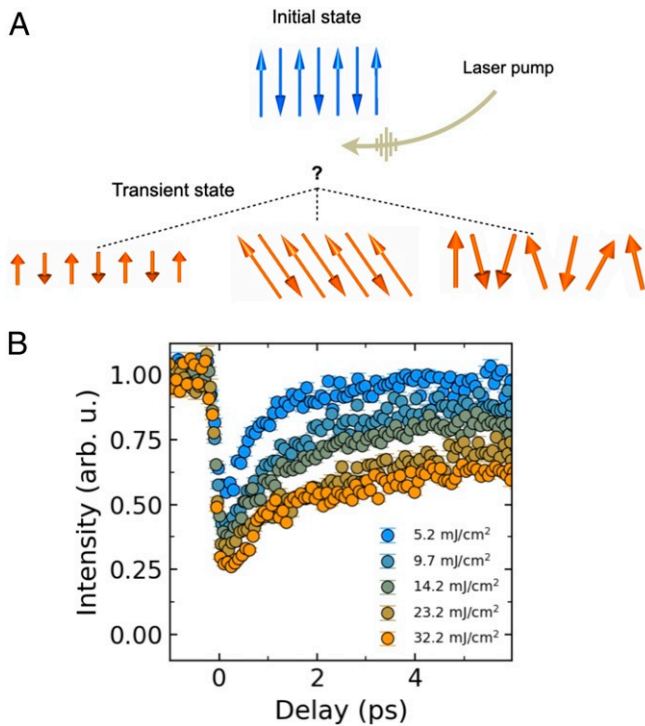 A
Initial state
Laser pump
?
Transient state
B
Intensity (arb. u.)
1.00
0.75
0.50
0.25
0.00
5.2 mJ/cm²
9.7 mJ/cm²
14.2 mJ/cm²
23.2 mJ/cm²
32.2 mJ/cm²
0 2 4
Delay (ps)